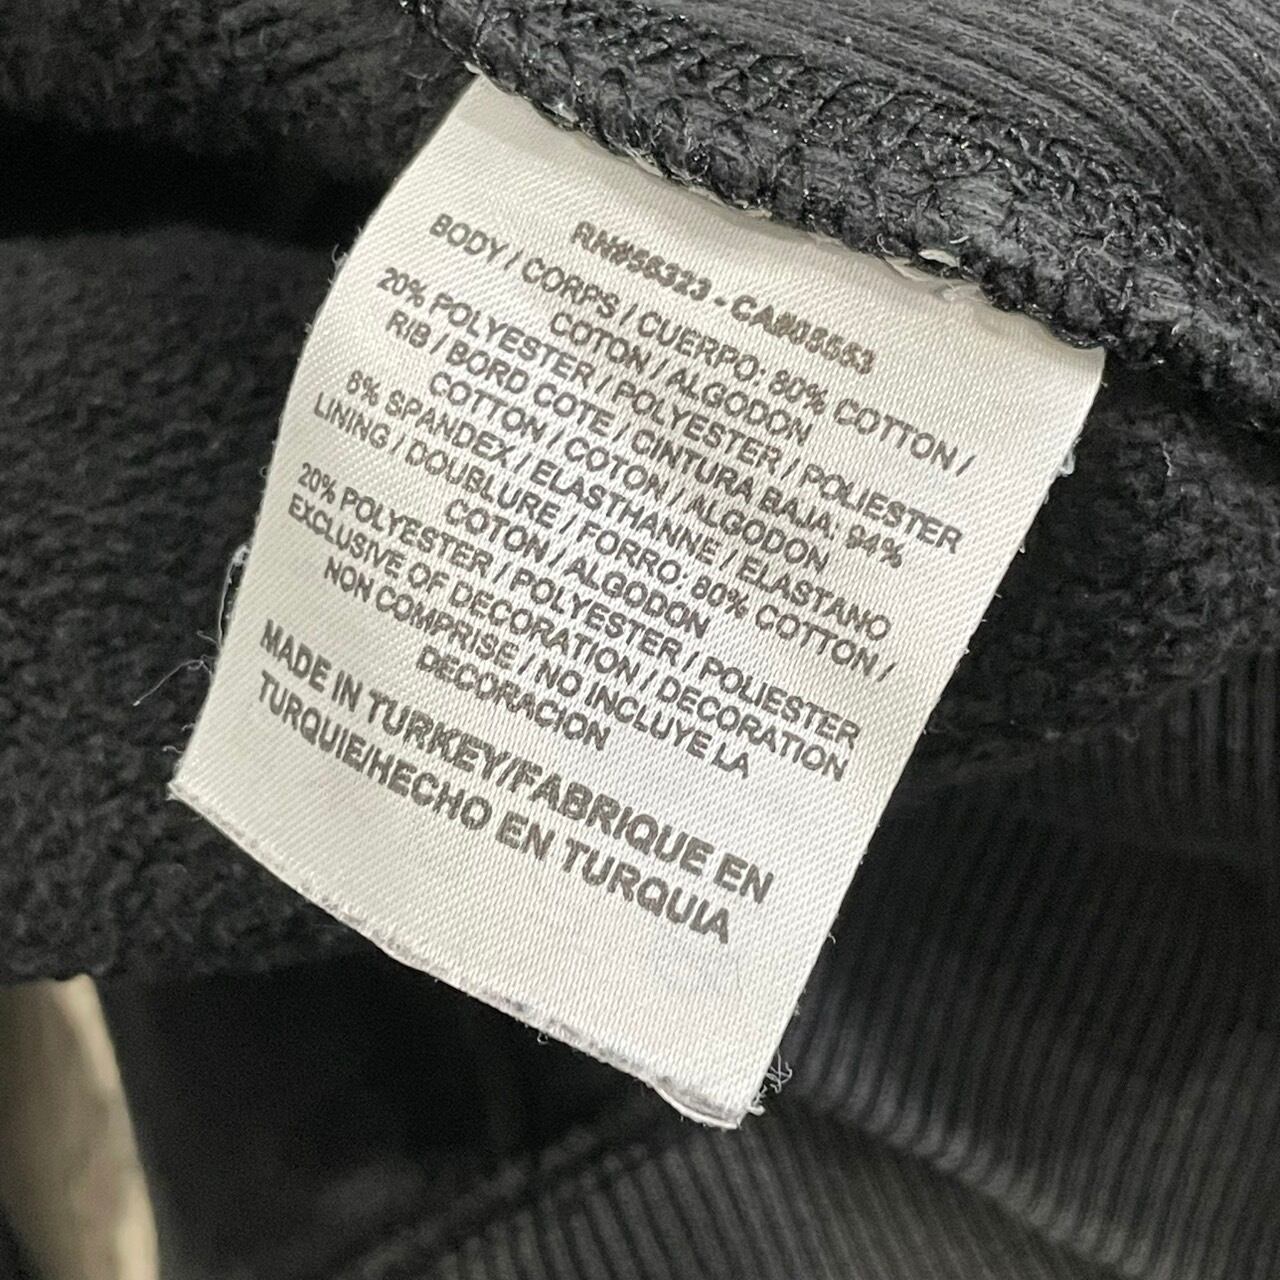 RN#56323 - CA#05553
BODY / CORPS / CUERPO: 80% COTTON /
COTON / ALGODON
20% POLYESTER / POLYESTER / POLIESTER
RIB / BORD COTE / CINTURA BAJA: 94%
COTTON / COTON / ALGODON
6% SPANDEX / ELASTHANNE / ELASTANO
LINING / DOUBLURE / FORRO: 80% COTTON /
COTON / ALGODON
20% POLYESTER / POLYESTER / POLIESTER
EXCLUSIVE OF DECORATION / DECORATION
NON COMPRISE / NO INCLUYE LA
DECORACION
MADE IN TURKEY/FABRIQUE EN
TURQUIE/HECHO EN TURQUIA